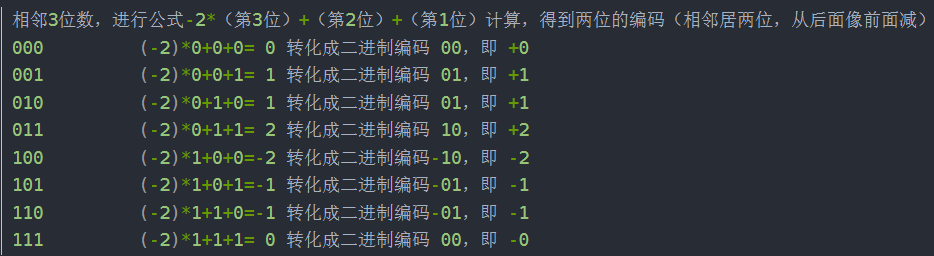 相邻3位数，进行公式-2*（第3位）+（第2位）+（第1位）计算，得到两位的编码（相邻居两位，从后面像前面减）
000 (-2)*0+0+0= 0 转化成二进制编码 00，即 +0
001 (-2)*0+0+1= 1 转化成二进制编码 01，即 +1
010 (-2)*0+1+0= 1 转化成二进制编码 01，即 +1
011 (-2)*0+1+1= 2 转化成二进制编码 10，即 +2
100 (-2)*1+0+0=-2 转化成二进制编码-10，即 -2
101 (-2)*1+0+1=-1 转化成二进制编码-01，即 -1
110 (-2)*1+1+0=-1 转化成二进制编码-01，即 -1
111 (-2)*1+1+1= 0 转化成二进制编码 00，即 -0